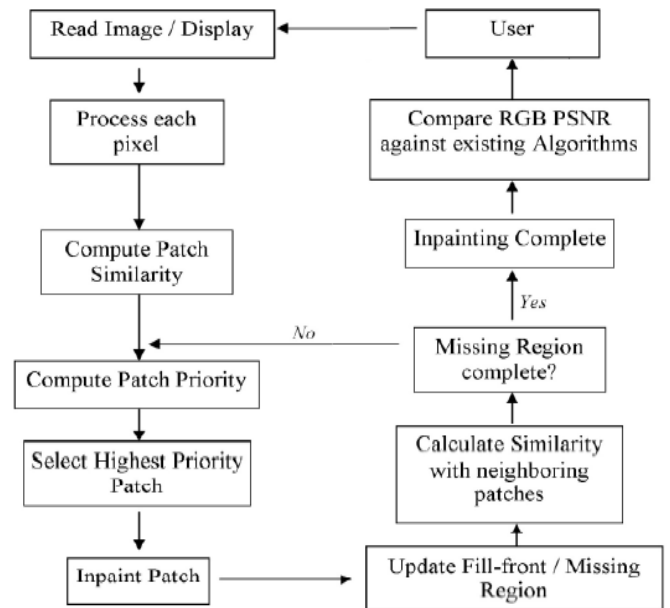 Read Image / Display
User
Process each
pixel
Compare RGB PSNR
against existing Algorithms
Compute Patch
Similarity
Inpainting Complete
Yes
No
Missing Region
complete?
Compute Patch Priority
Select Highest Priority
Patch
Calculate Similarity
with neighboring
patches
Inpaint Patch
Update Fill-front / Missing
Region